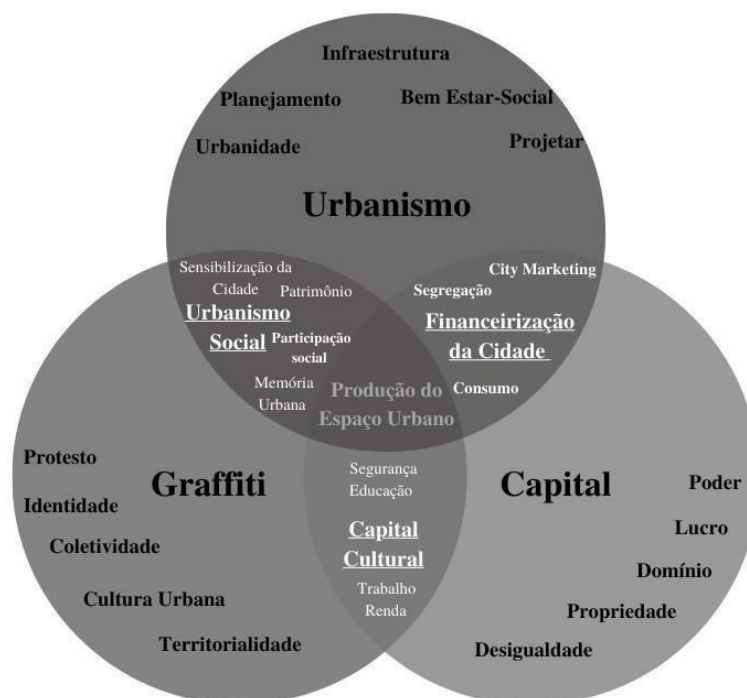 Infraestrutura
Planejamento
Bem Estar-Social
Urbanidade
Projetar
Urbanismo
Sensibilização da
Cidade
Patrimônio
Urbanismo
Social
Participação
social
Memória
Urbana
City Marketing
Segregação
Financeirização
da Cidade
Consumo
Produção do
Espaço Urbano
Protesto
Graffiti
Identidade
Coletividade
Cultura Urbana
Territorialidade
Segurança
Educação
Capital
Cultural
Trabalho
Renda
Capital
Poder
Lucro
Domínio
Propriedade
Desigualdade